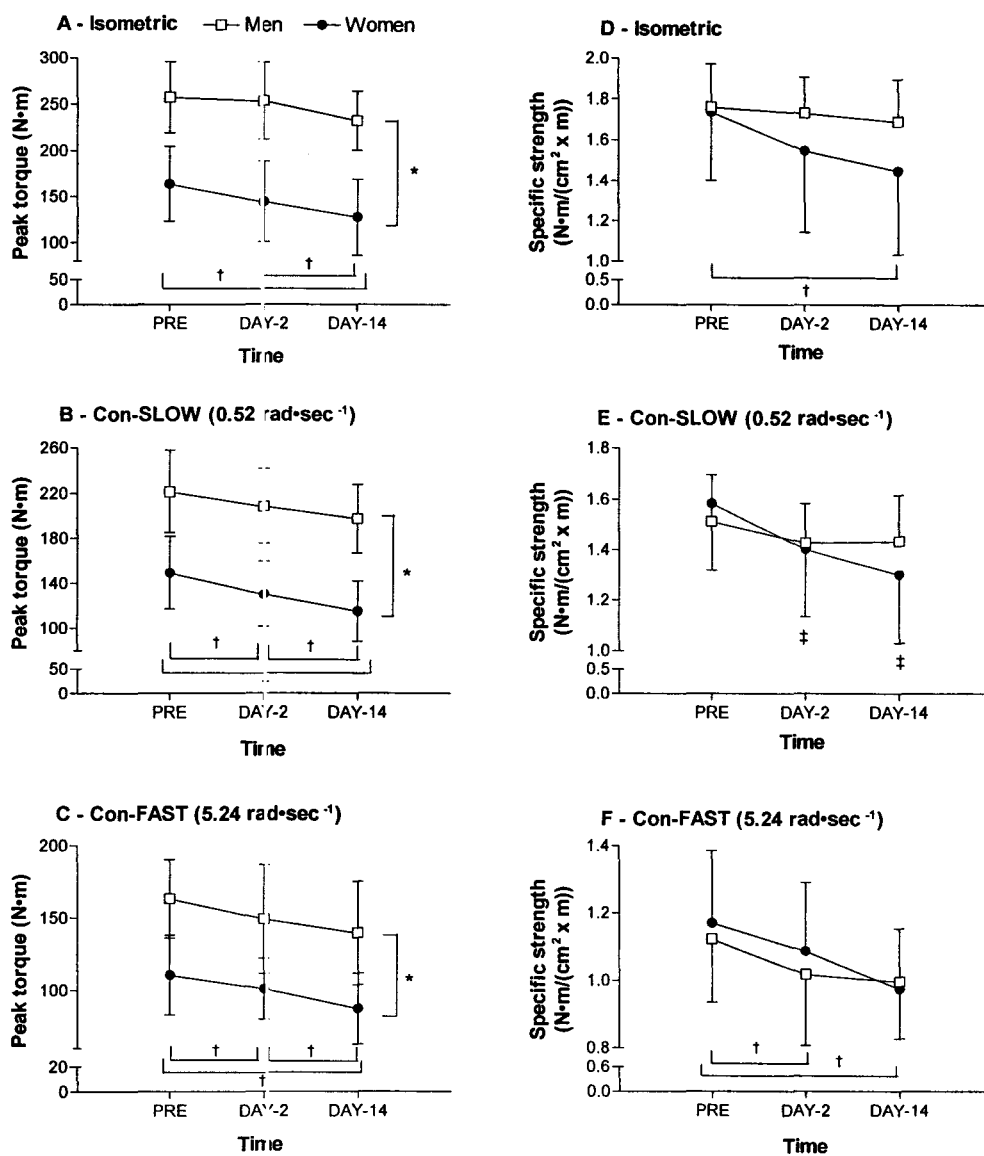 A - Isometric
Men
Women
Peak torque (N•m)
300
250
200
150
100
50
0
*
†
†
PRE
DAY-2
DAY-14
Time
D - Isometric
Specific strength
(N•m/(cm² x m))
2.0
1.8
1.6
1.4
1.2
1.0
0.5
0.0
†
PRE
DAY-2
DAY-14
Time
B - Con-SLOW (0.52 rad•sec⁻¹)
Peak torque (N•m)
260
220
180
140
100
50
0
*
†
†
PRE
DAY-2
DAY-14
Time
E - Con-SLOW (0.52 rad•sec⁻¹)
Specific strength
(N•m/(cm² x m))
1.8
1.6
1.4
1.2
1.0
0.5
0.0
‡
‡
PRE
DAY-2
DAY-14
Time
C - Con-FAST (5.24 rad•sec⁻¹)
Peak torque (N•m)
200
150
100
20
0
*
†
†
†
PRE
DAY-2
DAY-14
Time
F - Con-FAST (5.24 rad•sec⁻¹)
Specific strength
(N•m/(cm² x m))
1.4
1.2
1.0
0.8
0.6
0.0
†
†
PRE
DAY-2
DAY-14
Time